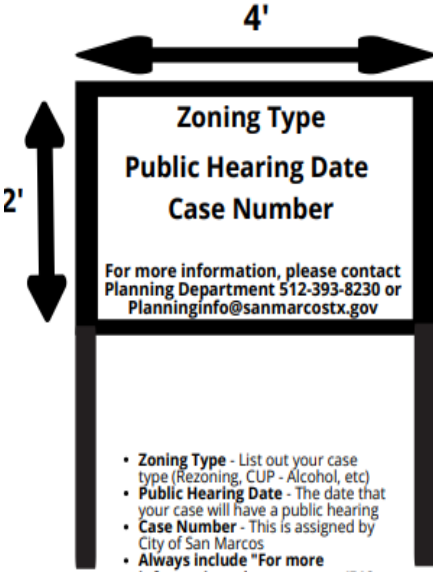 4'
2'
Zoning Type
Public Hearing Date
Case Number
For more information, please contact
Planning Department 512-393-8230 or
Planninginfo@sanmarcostx.gov
• Zoning Type - List out your case
type (Rezoning, CUP - Alcohol, etc)
• Public Hearing Date - The date that
your case will have a public hearing
• Case Number - This is assigned by
City of San Marcos
• Always include "For more